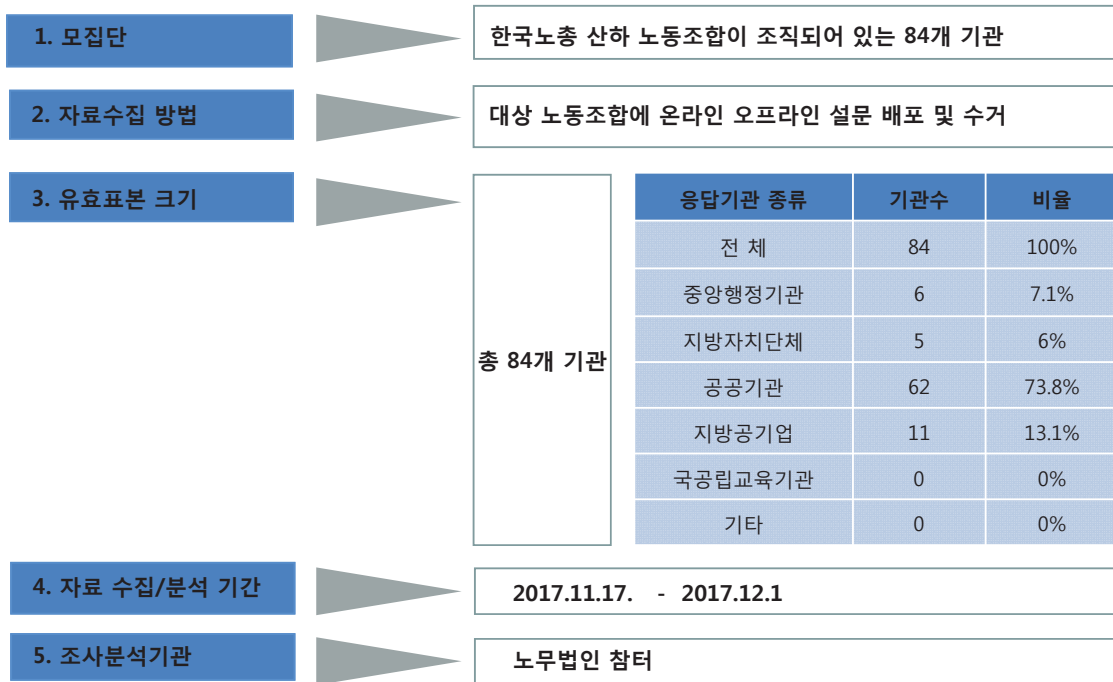 1. 모집단
한국노총 산하 노동조합이 조직되어 있는 84개 기관
2. 자료수집 방법
대상 노동조합에 온라인 오프라인 설문 배포 및 수거
3. 유효표본 크기
총 84개 기관
응답기관 종류 기관수 비율
전 체 84 100%
중앙행정기관 6 7.1%
지방자치단체 5 6%
공공기관 62 73.8%
지방공기업 11 13.1%
국공립교육기관 0 0%
기타 0 0%
4. 자료 수집/분석 기간
2017.11.17. - 2017.12.1
5. 조사분석기관
노무법인 참터